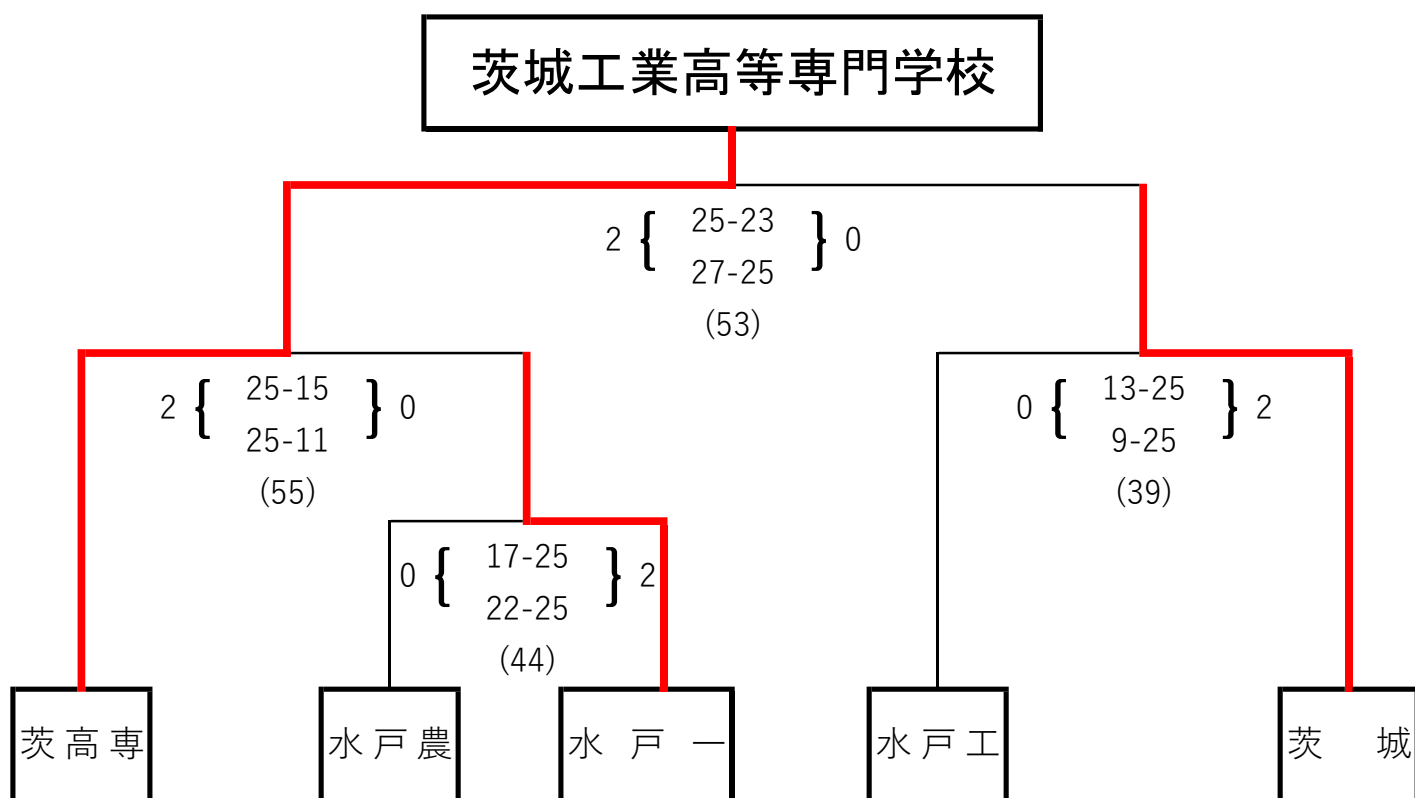 茨城工業高等専門学校
2 { 25-23 } 0
27-25
(53)
2 { 25-15 } 0
25-11
(55)
0 { 13-25 } 2
9-25
(39)
0 { 17-25 } 2
22-25
(44)
茨高専
水戸農
水戸一
水戸工
茨城